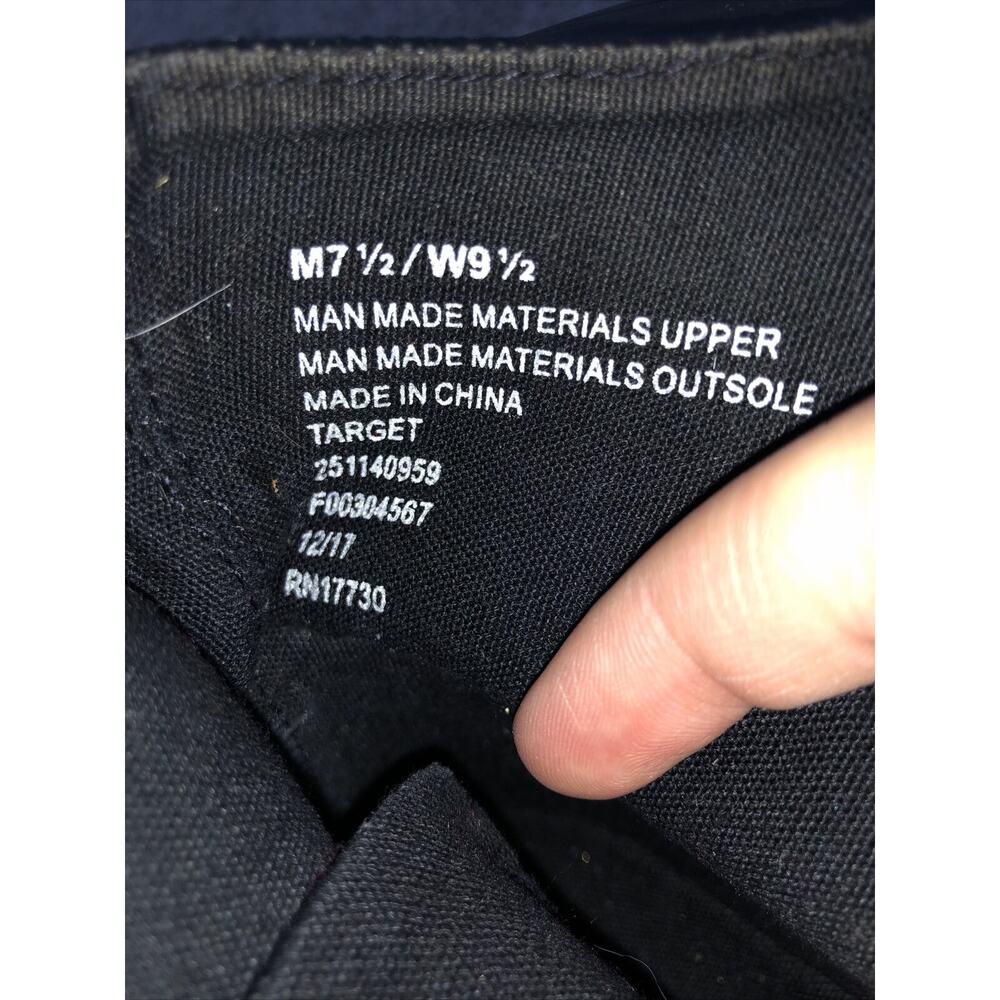 M7 ½ / W9 ½
MAN MADE MATERIALS UPPER
MAN MADE MATERIALS OUTSOLE
MADE IN CHINA
TARGET
251140959
F00304567
12/17
RN17730